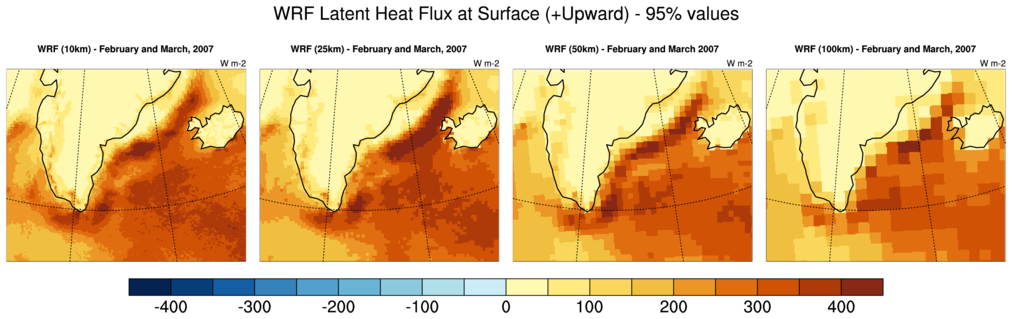 WRF Latent Heat Flux at Surface (+Upward) - 95% values
WRF (10km) - February and March, 2007
W m-2
WRF (25km) - February and March, 2007
W m-2
WRF (50km) - February and March, 2007
W m-2
WRF (100km) - February and March, 2007
W m-2
-400 -300 -200 -100 0 100 200 300 400